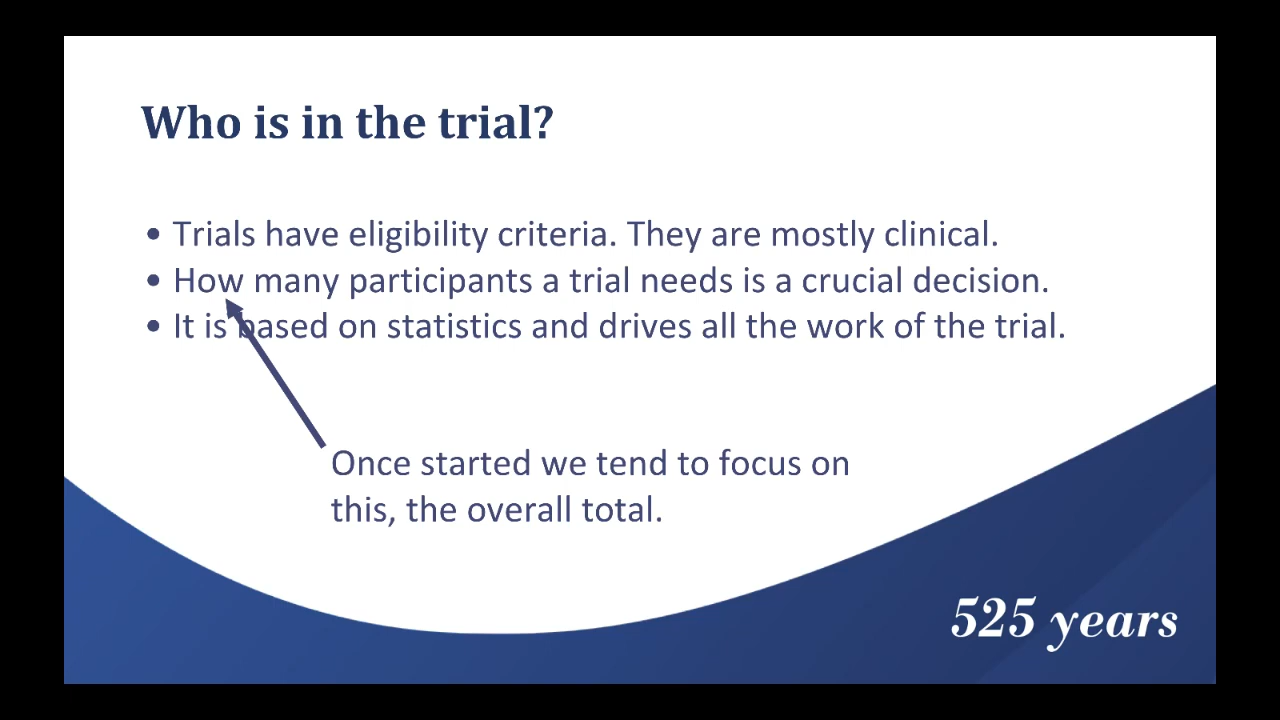 Who is in the trial?
• Trials have eligibility criteria. They are mostly clinical.
• How many participants a trial needs is a crucial decision.
• It is based on statistics and drives all the work of the trial.
Once started we tend to focus on
this, the overall total.
525 years